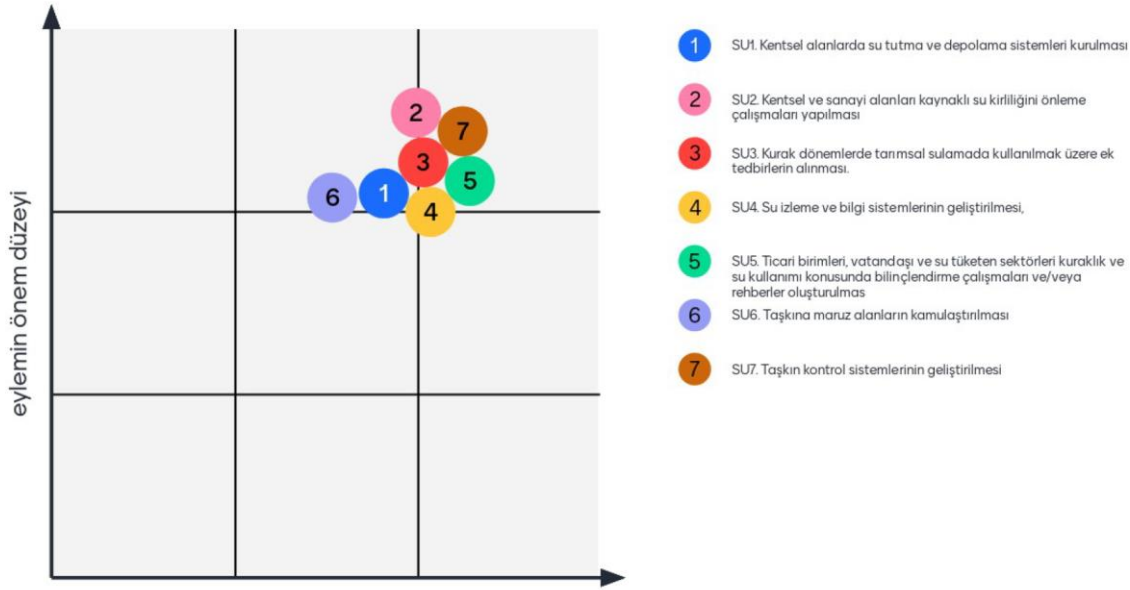 eylemin önem düzeyi
2
7
3
5
6
1
4
1 SU1. Kentsel alanlarda su tutma ve depolama sistemleri kurulması
2 SU2. Kentsel ve sanayi alanları kaynaklı su kirliliğini önleme
çalışmaları yapılması
3 SU3. Kurak dönemlerde tarımsal sulamada kullanılmak üzere ek
tedbirlerin alınması.
4 SU4. Su izleme ve bilgi sistemlerinin geliştirilmesi,
5 SU5. Ticari birimleri, vatandaşı ve su tüketen sektörleri kuraklık ve
su kullanımı konusunda bilinçlendirme çalışmaları ve/veya
rehberler oluşturulmas
6 SU6. Taşkına maruz alanların kamulaştırılması
7 SU7. Taşkın kontrol sistemlerinin geliştirilmesi